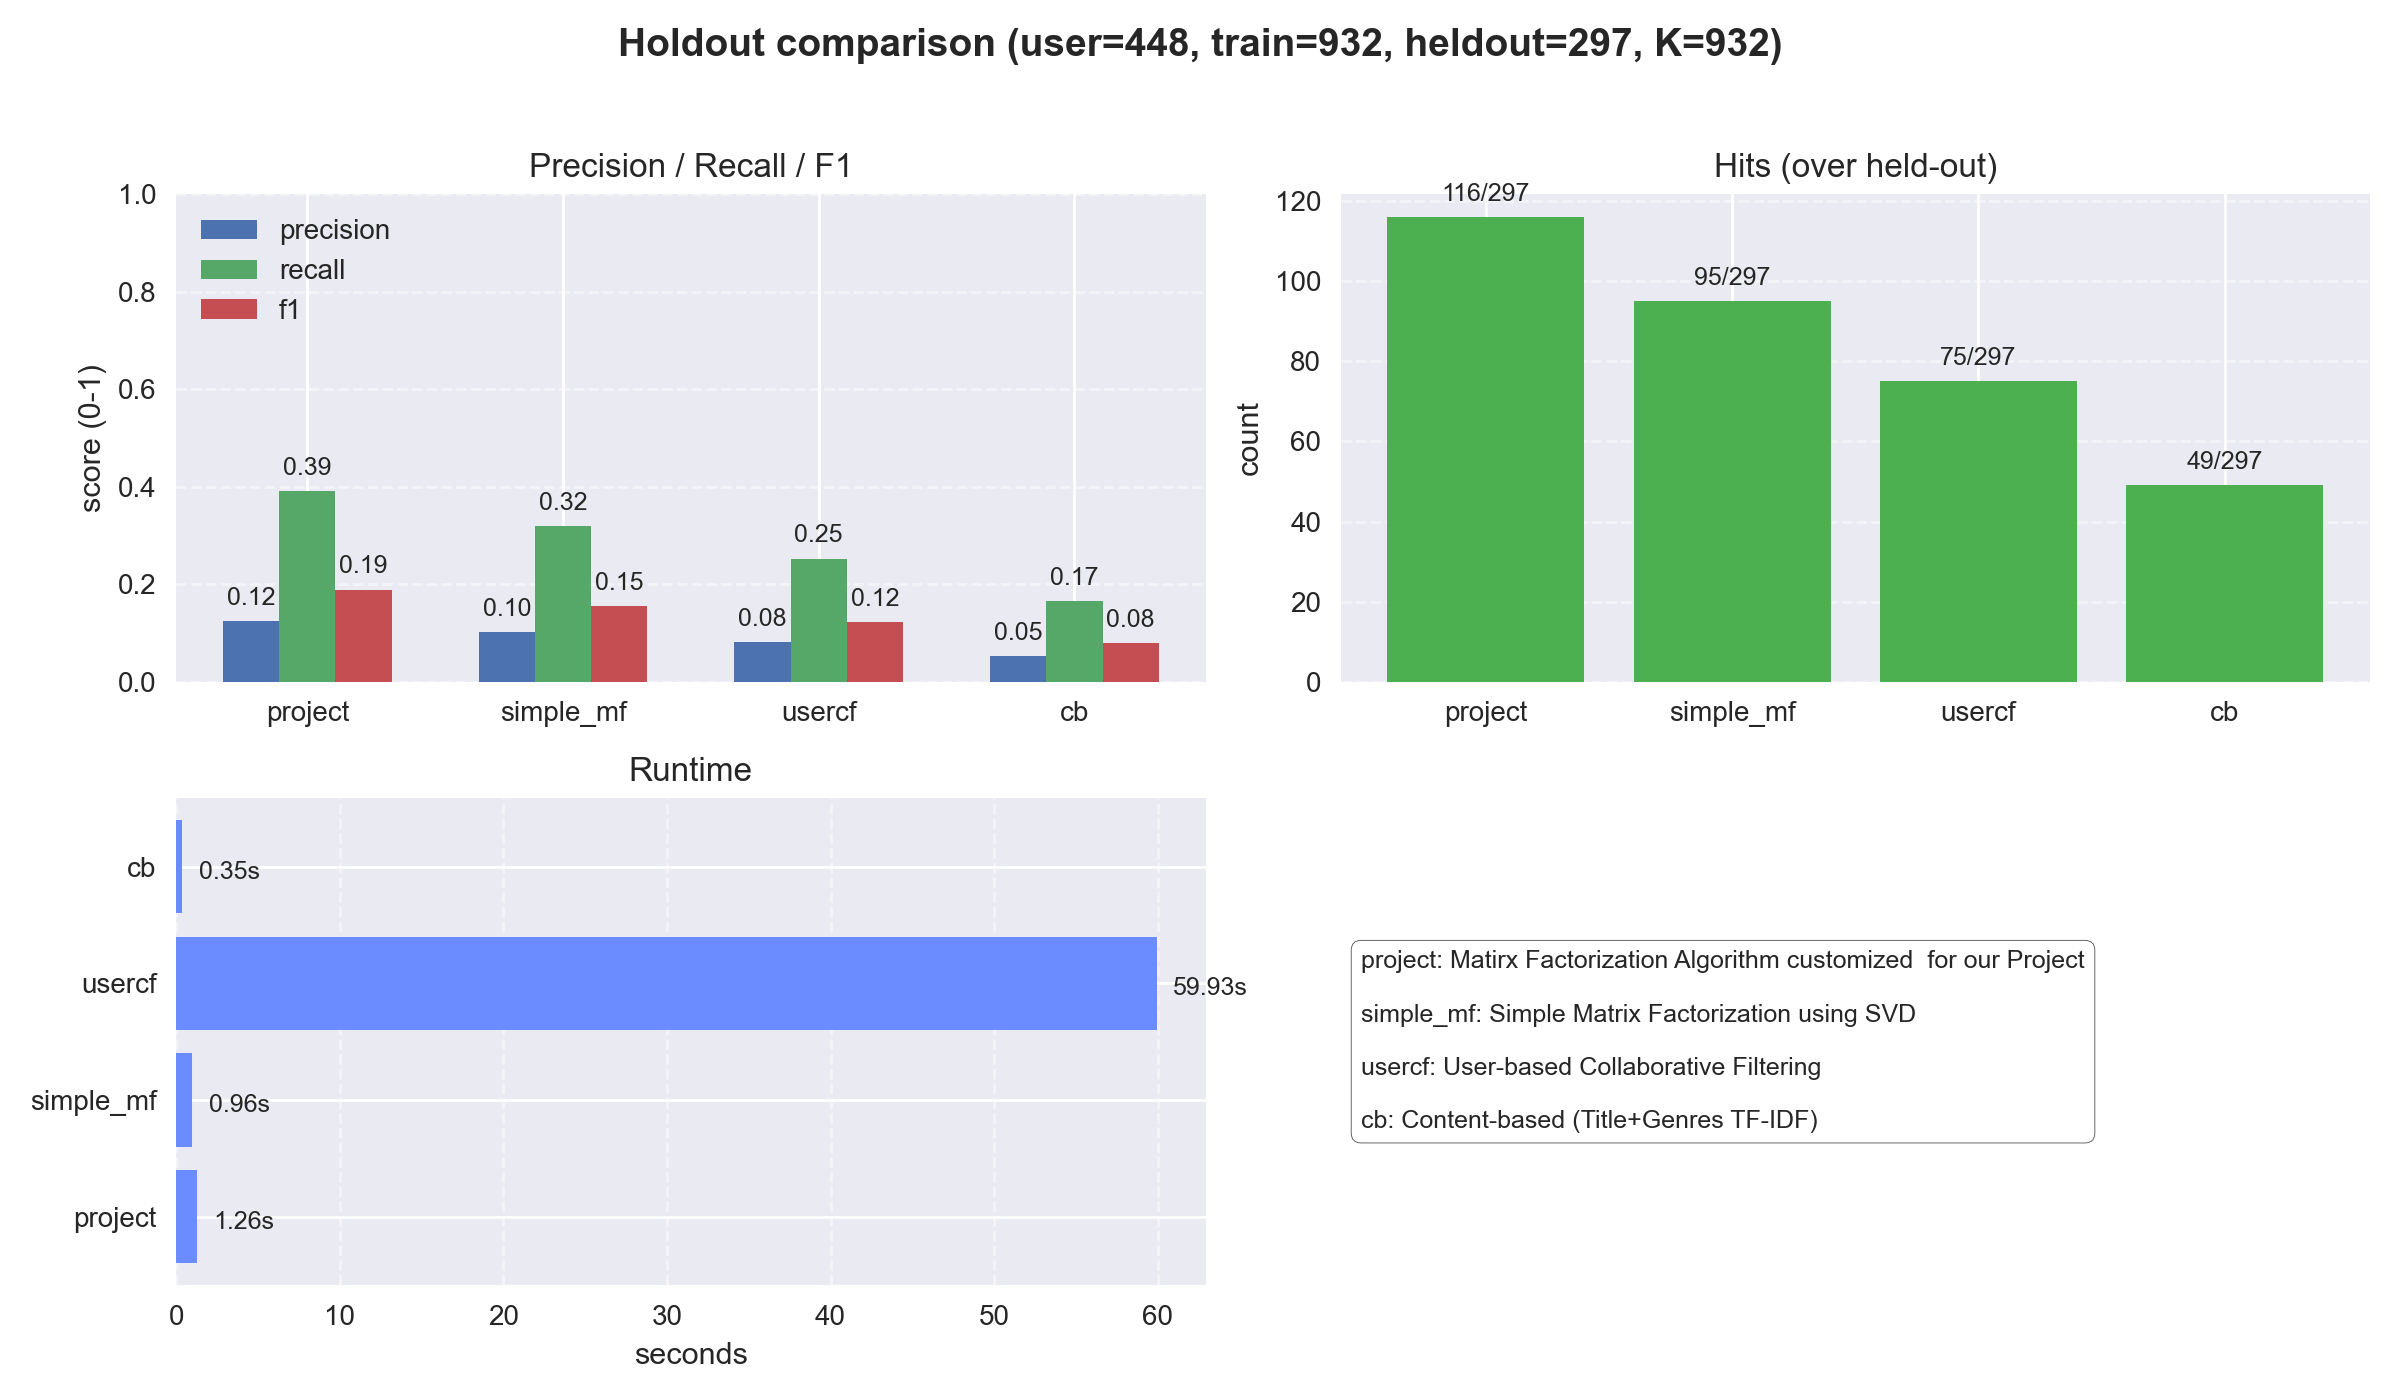 Holdout comparison (user=448, train=932, heldout=297, K=932)
Precision / Recall / F1
1.0
0.8
0.6
0.4
0.2
0.0
score (0-1)
precision
recall
f1
0.12
0.39
0.19
0.10
0.32
0.15
0.08
0.25
0.12
0.05
0.17
0.08
project
simple_mf
usercf
cb
Hits (over held-out)
120
100
80
60
40
20
0
count
116/297
95/297
75/297
49/297
project
simple_mf
usercf
cb
Runtime
cb
0.35s
usercf
59.93s
simple_mf
0.96s
project
1.26s
0
10
20
30
40
50
60
seconds
project: Matirx Factorization Algorithm customized  for our Project
simple_mf: Simple Matrix Factorization using SVD
usercf: User-based Collaborative Filtering
cb: Content-based (Title+Genres TF-IDF)